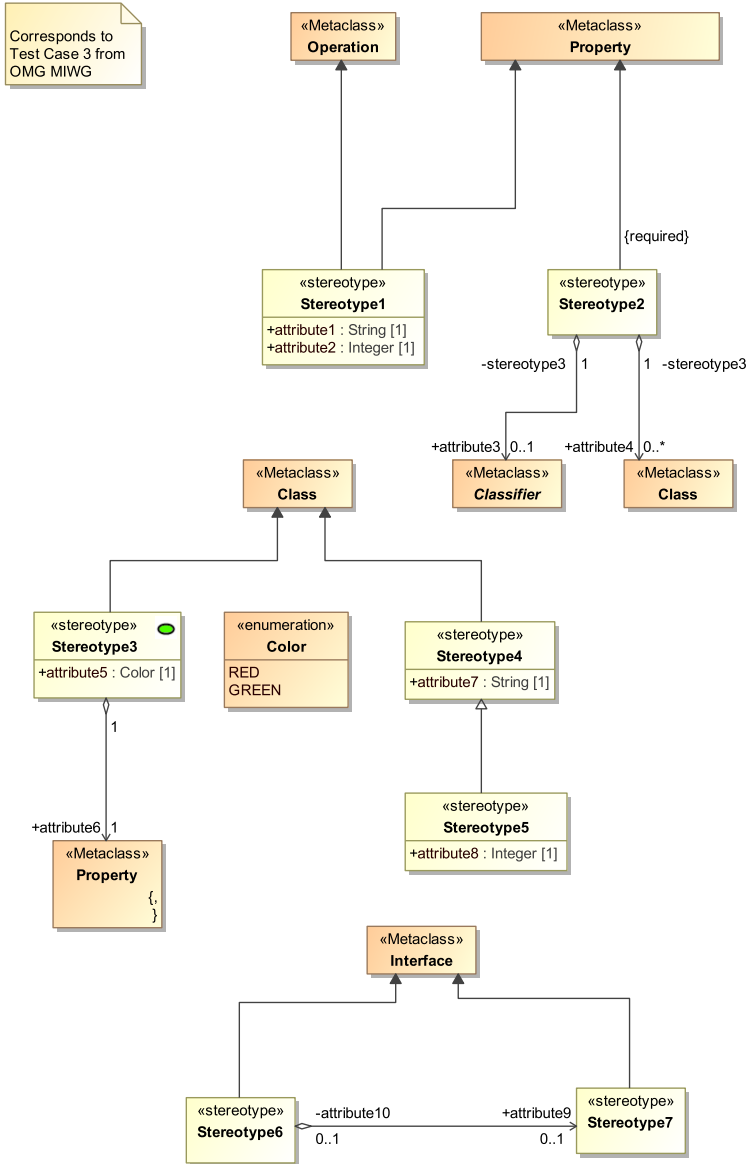 Corresponds to
Test Case 3 from
OMG MIWG
«Metaclass»
Operation
«Metaclass»
Property
{required}
«stereotype»
Stereotype1
+attribute1 : String [1]
+attribute2 : Integer [1]
«stereotype»
Stereotype2
-stereotype3 1
1 -stereotype3
+attribute3 0..1
+attribute4 0..*
«Metaclass»
Class
«Metaclass»
Classifier
«Metaclass»
Class
«stereotype»
Stereotype3
+attribute5 : Color [1]
«enumeration»
Color
RED
GREEN
«stereotype»
Stereotype4
+attribute7 : String [1]
1
+attribute6 1
«Metaclass»
Property
{,
}
«stereotype»
Stereotype5
+attribute8 : Integer [1]
«Metaclass»
Interface
«stereotype»
Stereotype6
-attribute10
0..1
+attribute9
0..1
«stereotype»
Stereotype7